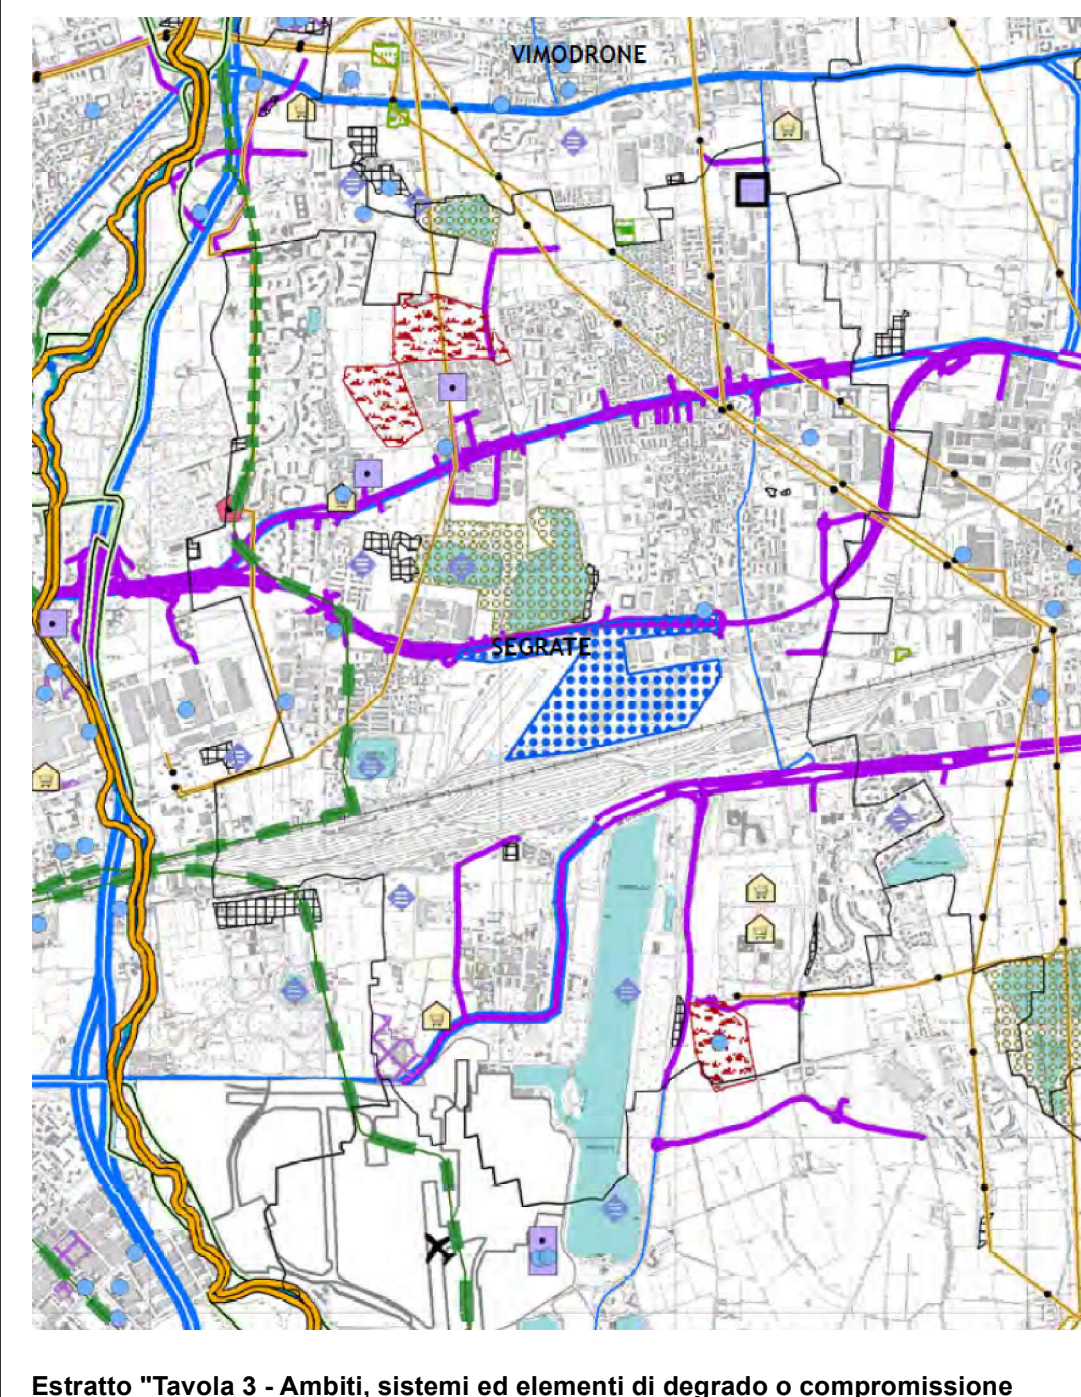 VIMODRONE
SEGRATE
Estratto "Tavola 3 - Ambiti, sistemi ed elementi di degrado o compromissione